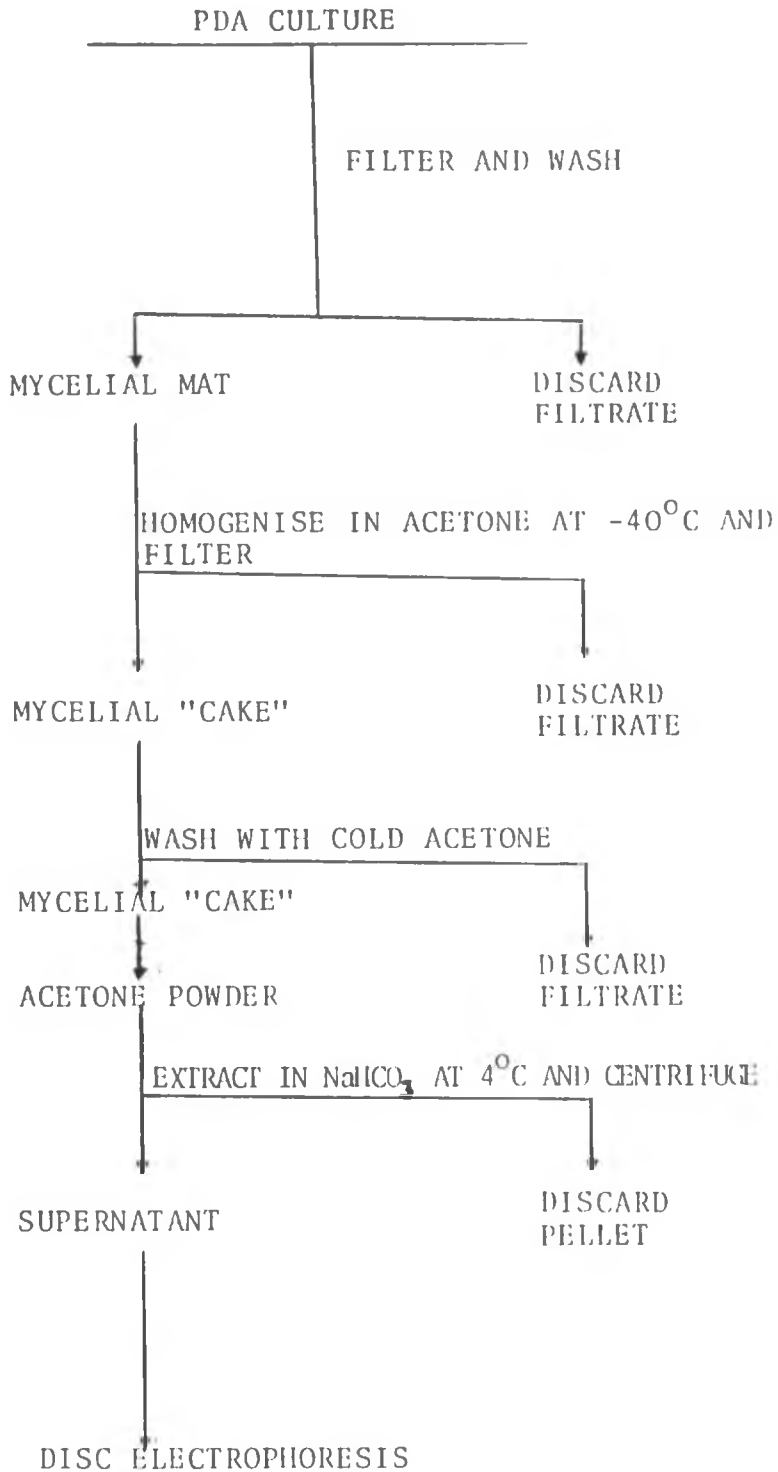 PDA CULTURE
FILTER AND WASH
MYCELIAL MAT
DISCARD
FILTRATE
HOMOGENISE IN ACETONE AT -40°C AND
FILTER
MYCELIAL "CAKE"
DISCARD
FILTRATE
WASH WITH COLD ACETONE
MYCELIAL "CAKE"
DISCARD
FILTRATE
ACETONE POWDER
EXTRACT IN NaHCO₃ AT 4°C AND CENTRIFUGE
SUPERNATANT
DISCARD
PELLET
DISC ELECTROPHORESIS